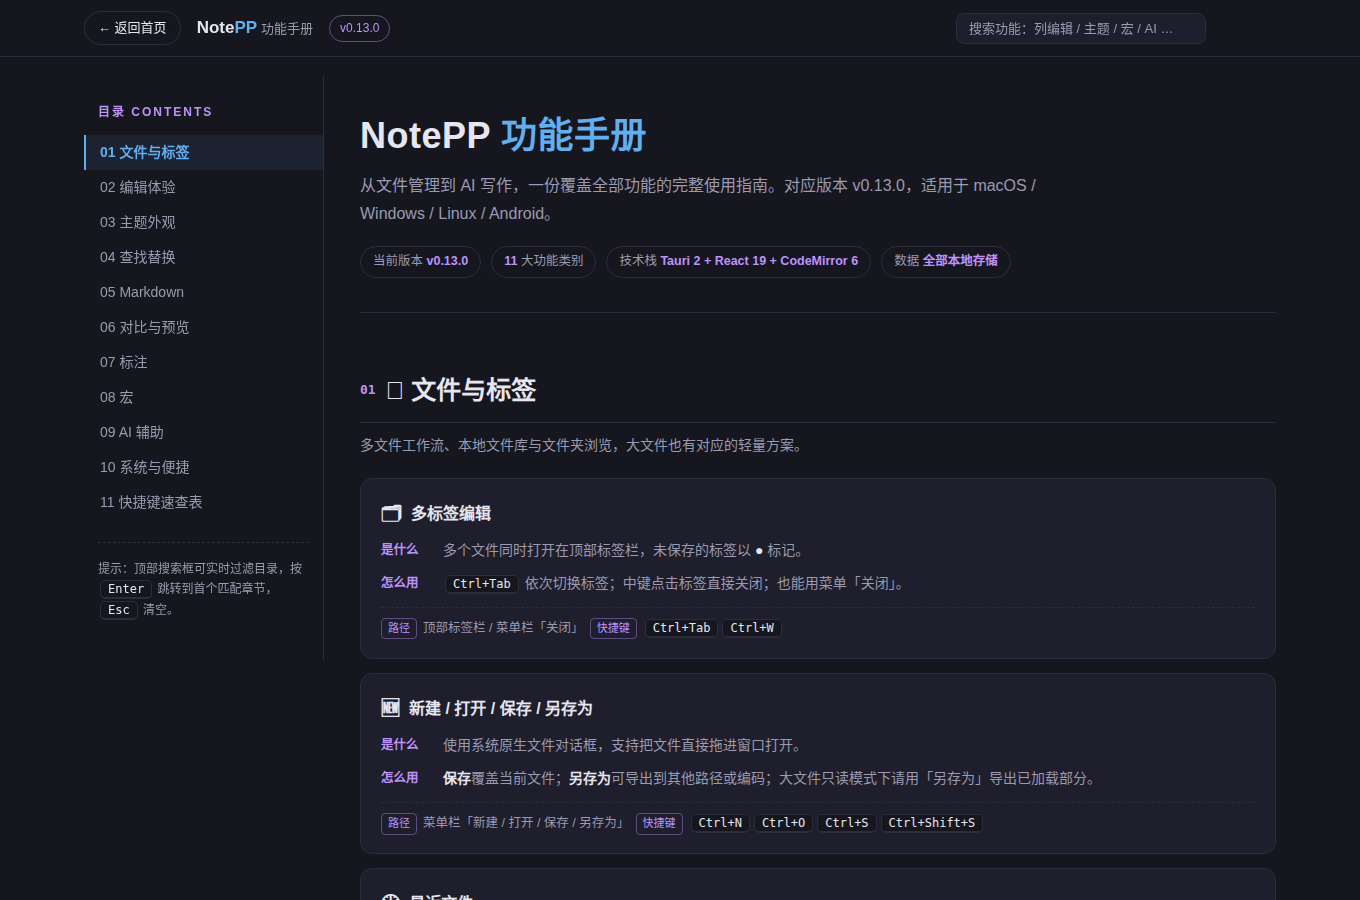 ← 返回首页
NotePP 功能手册
v0.13.0
搜索功能：列编辑 / 主题 / 宏 / AI …
目录 CONTENTS
01 文件与标签
02 编辑体验
03 主题外观
04 查找替换
05 Markdown
06 对比与预览
07 标注
08 宏
09 AI 辅助
10 系统与便捷
11 快捷键速查表
提示：顶部搜索框可实时过滤目录，按
Enter 跳转到首个匹配章节，
Esc 清空。
NotePP 功能手册
从文件管理到 AI 写作，一份覆盖全部功能的完整使用指南。对应版本 v0.13.0，适用于 macOS /
Windows / Linux / Android。
当前版本 v0.13.0
11 大功能类别
技术栈 Tauri 2 + React 19 + CodeMirror 6
数据 全部本地存储
01 文件与标签
多文件工作流、本地文件库与文件夹浏览，大文件也有对应的轻量方案。
多标签编辑
是什么 多个文件同时打开在顶部标签栏，未保存的标签以 ● 标记。
怎么用 Ctrl+Tab 依次切换标签；中键点击标签直接关闭；也能用菜单「关闭」。
路径 顶部标签栏 / 菜单栏「关闭」 快捷键 Ctrl+Tab Ctrl+W
NEW 新建 / 打开 / 保存 / 另存为
是什么 使用系统原生文件对话框，支持把文件直接拖进窗口打开。
怎么用 保存覆盖当前文件；另存为可导出到其他路径或编码；大文件只读模式下请用「另存为」导出已加载部分。
路径 菜单栏「新建 / 打开 / 保存 / 另存为」 快捷键 Ctrl+N Ctrl+O Ctrl+S Ctrl+Shift+S
最近文件